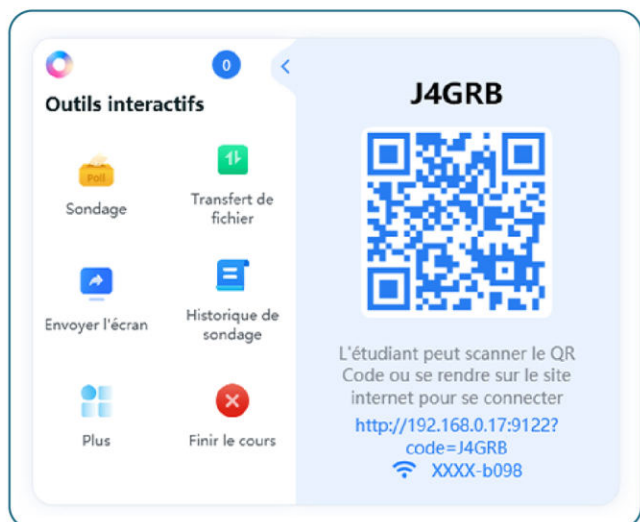 0
Outils interactifs
Poll
Sondage
Transfert de
fichier
Envoyer l'écran
Historique de
sondage
Plus
Finir le cours
J4GRB
L'étudiant peut scanner le QR
Code ou se rendre sur le site
internet pour se connecter
http://192.168.0.17:9122?
code=J4GRB
XXXX-b098